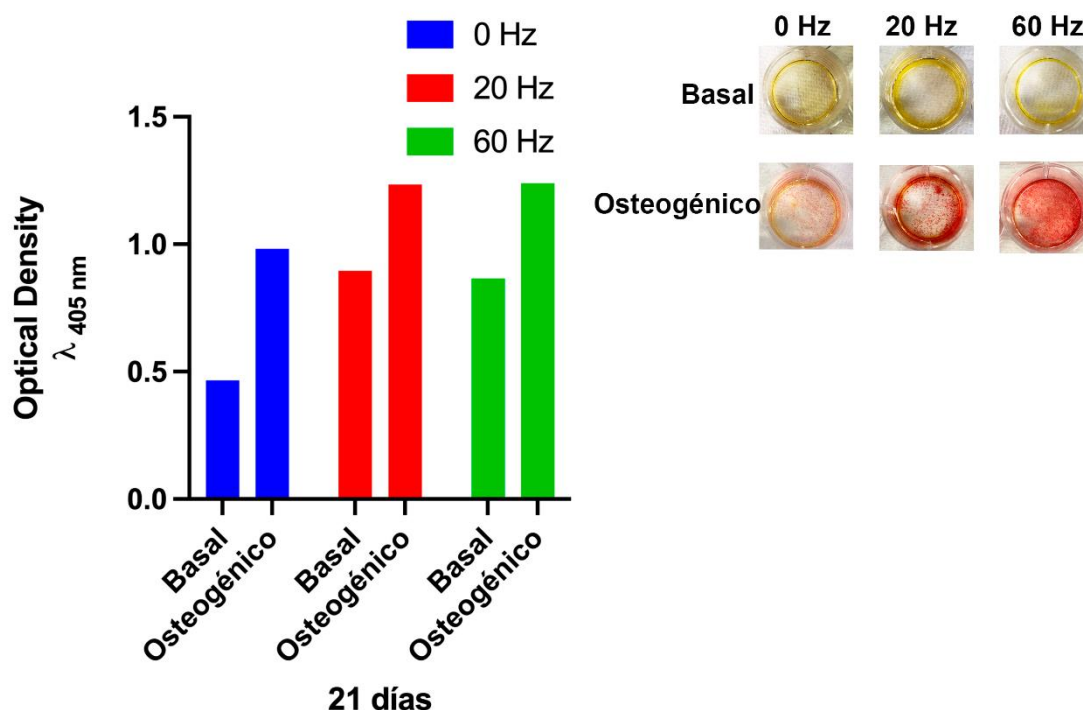 0 Hz
20 Hz
60 Hz
1.5
1.0
0.5
0.0
Optical Density
λ 405 nm
Basal
Osteogénico
Basal
Osteogénico
Basal
Osteogénico
21 días
0 Hz 20 Hz 60 Hz
Basal
Osteogénico